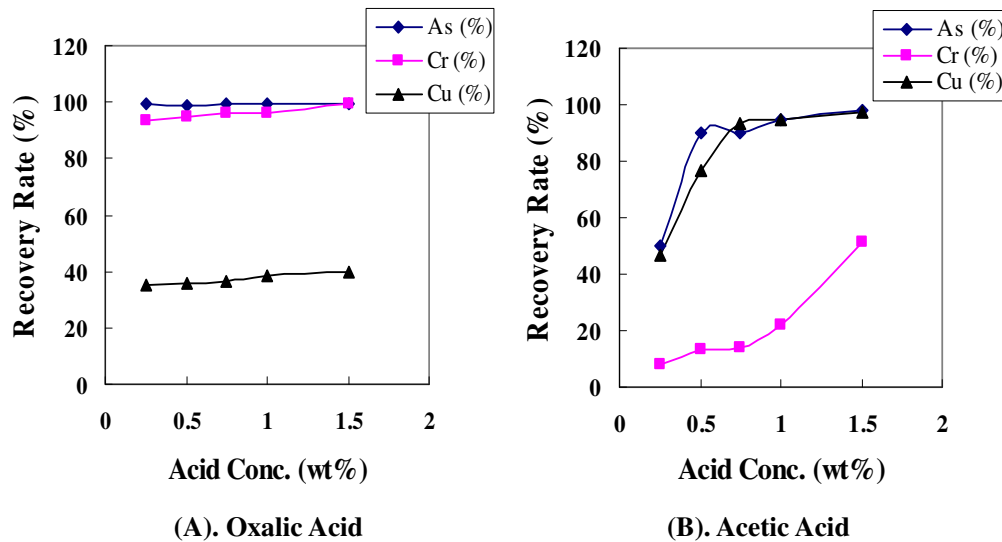 As (%)
Cr (%)
Cu (%)
120
100
80
60
40
20
0
Recovery Rate (%)
0 0.5 1 1.5 2
Acid Conc. (wt%)
(A). Oxalic Acid
As (%)
Cr (%)
Cu (%)
120
100
80
60
40
20
0
Recovery Rate (%)
0 0.5 1 1.5 2
Acid Conc. (wt%)
(B). Acetic Acid